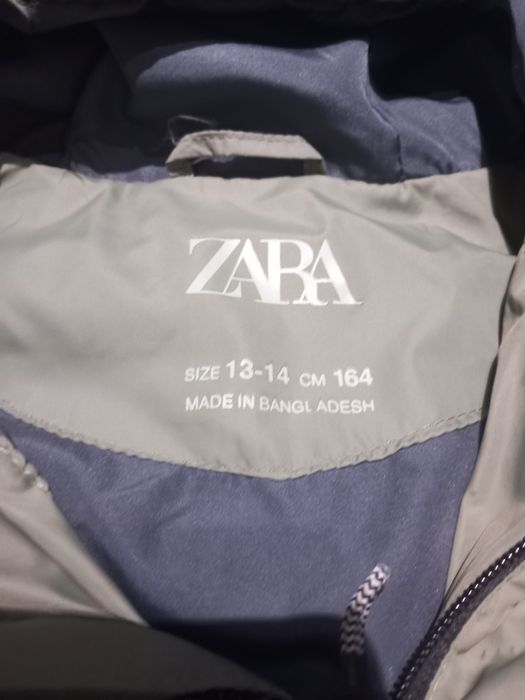 ZARA
SIZE 13-14 CM 164
MADE IN BANGLADESH